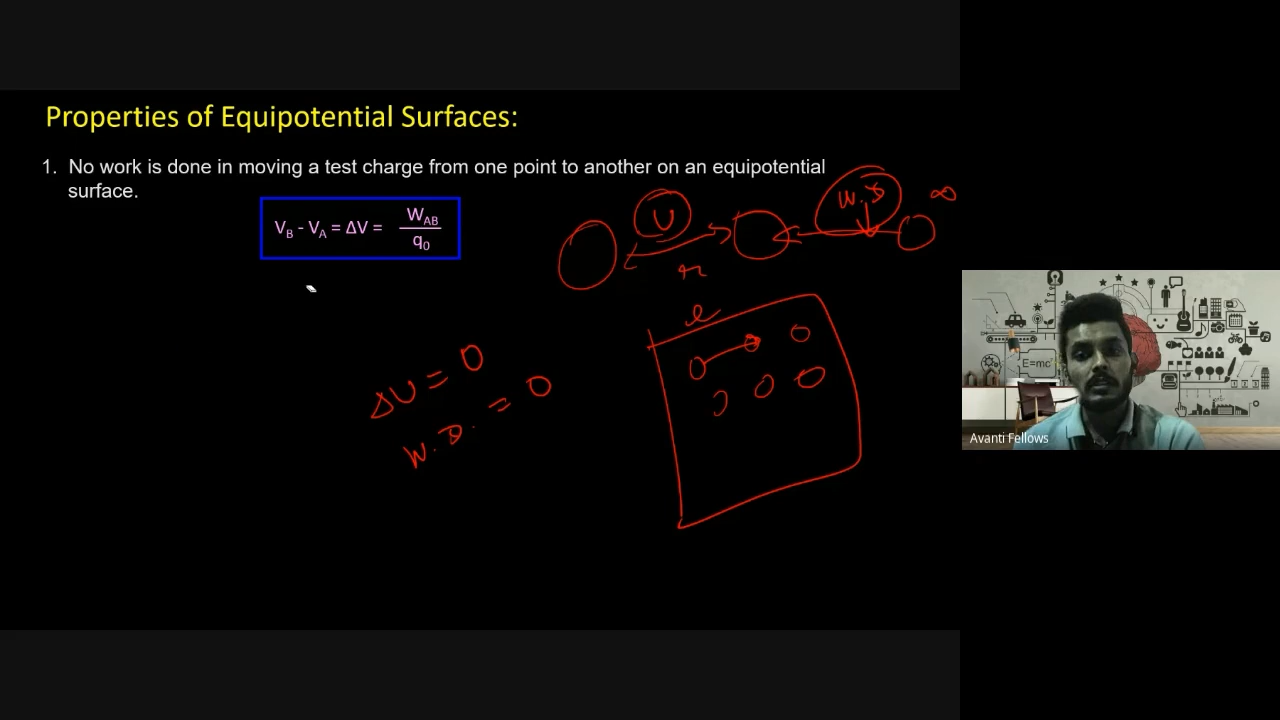 Properties of Equipotential Surfaces:
1. No work is done in moving a test charge from one point to another on an equipotential
surface.
V_B - V_A = ΔV = W_AB / q_0
U
W.D
∞
r
ΔU = 0
W.D. = 0
E=mc²
Avanti Fellows